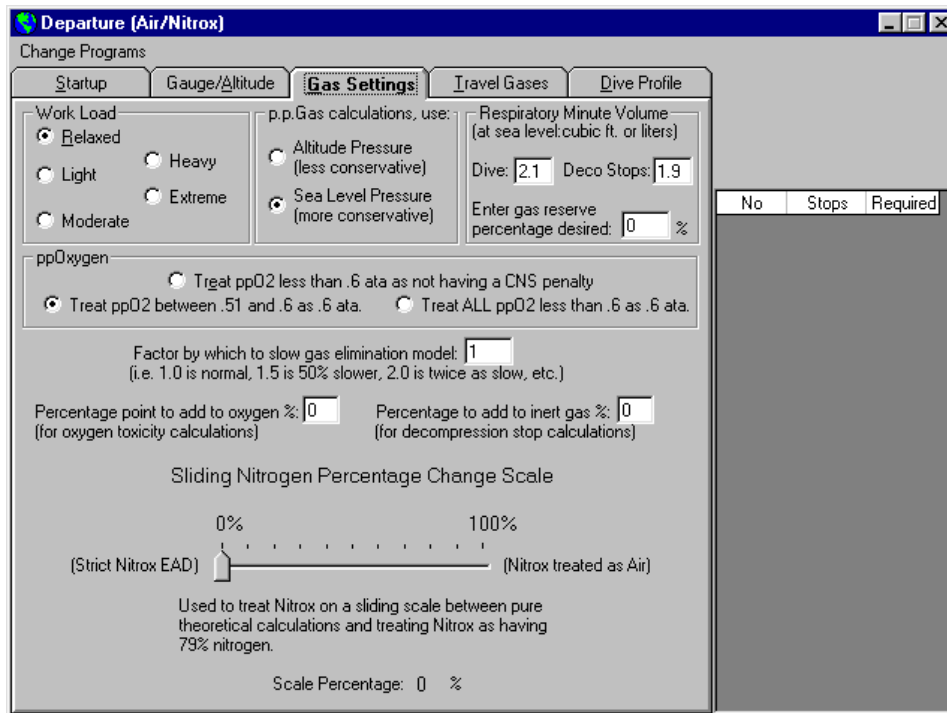 Departure (Air/Nitrox)
Change Programs
Startup
Gauge/Altitude
Gas Settings
Travel Gases
Dive Profile
Work Load
Relaxed
Light
Moderate
Heavy
Extreme
p.p.Gas calculations, use:
Altitude Pressure
(less conservative)
Sea Level Pressure
(more conservative)
Respiratory Minute Volume
(at sea level:cubic ft. or liters)
Dive: 2.1 Deco Stops: 1.9
Enter gas reserve
percentage desired: 0 %
No Stops Required
ppOxygen
Treat ppO2 less than .6 ata as not having a CNS penalty
Treat ppO2 between .51 and .6 as .6 ata.
Treat ALL ppO2 less than .6 as .6 ata.
Factor by which to slow gas elimination model: 1
(i.e. 1.0 is normal, 1.5 is 50% slower, 2.0 is twice as slow, etc.)
Percentage point to add to oxygen %: 0
(for oxygen toxicity calculations)
Percentage to add to inert gas %: 0
(for decompression stop calculations)
Sliding Nitrogen Percentage Change Scale
0% 100%
(Strict Nitrox EAD) (Nitrox treated as Air)
Used to treat Nitrox on a sliding scale between pure
theoretical calculations and treating Nitrox as having
79% nitrogen.
Scale Percentage: 0 %